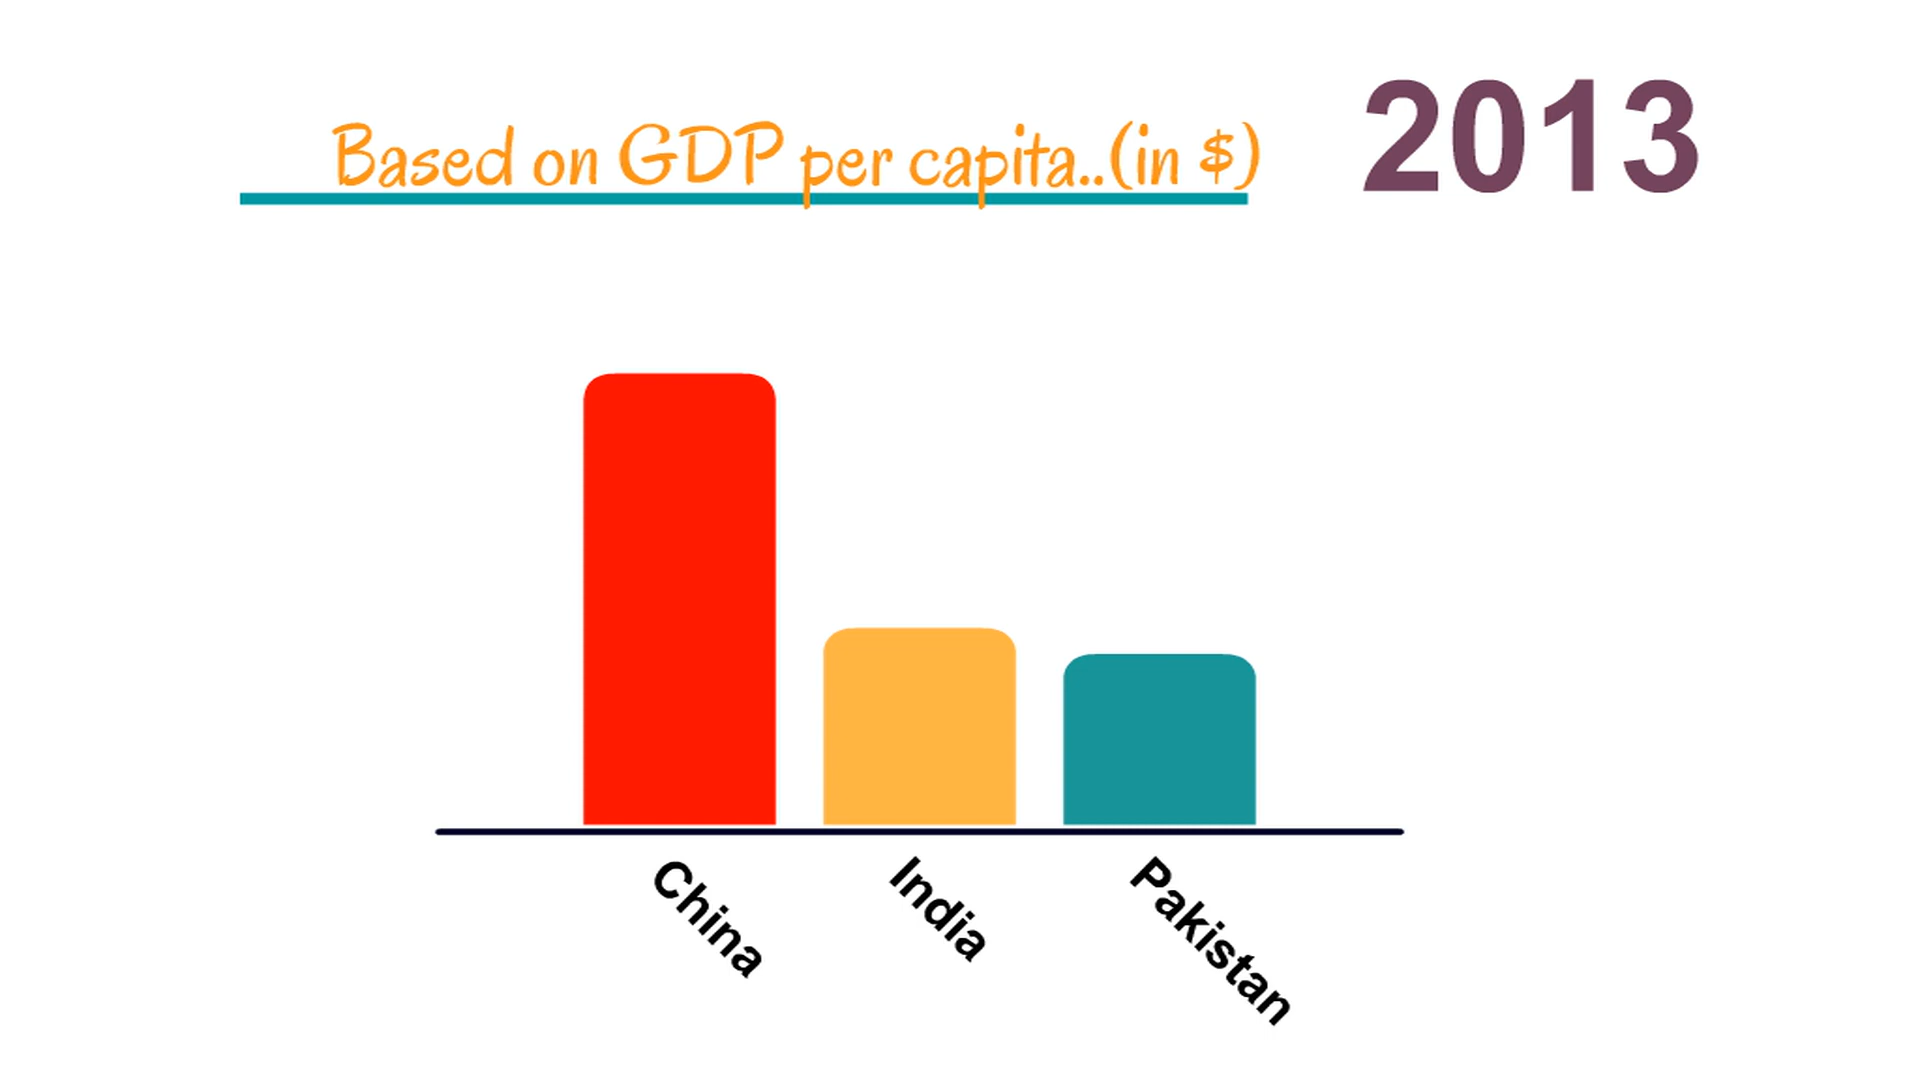 Based on GDP per capita..(in $)
2013
China
India
Pakistan